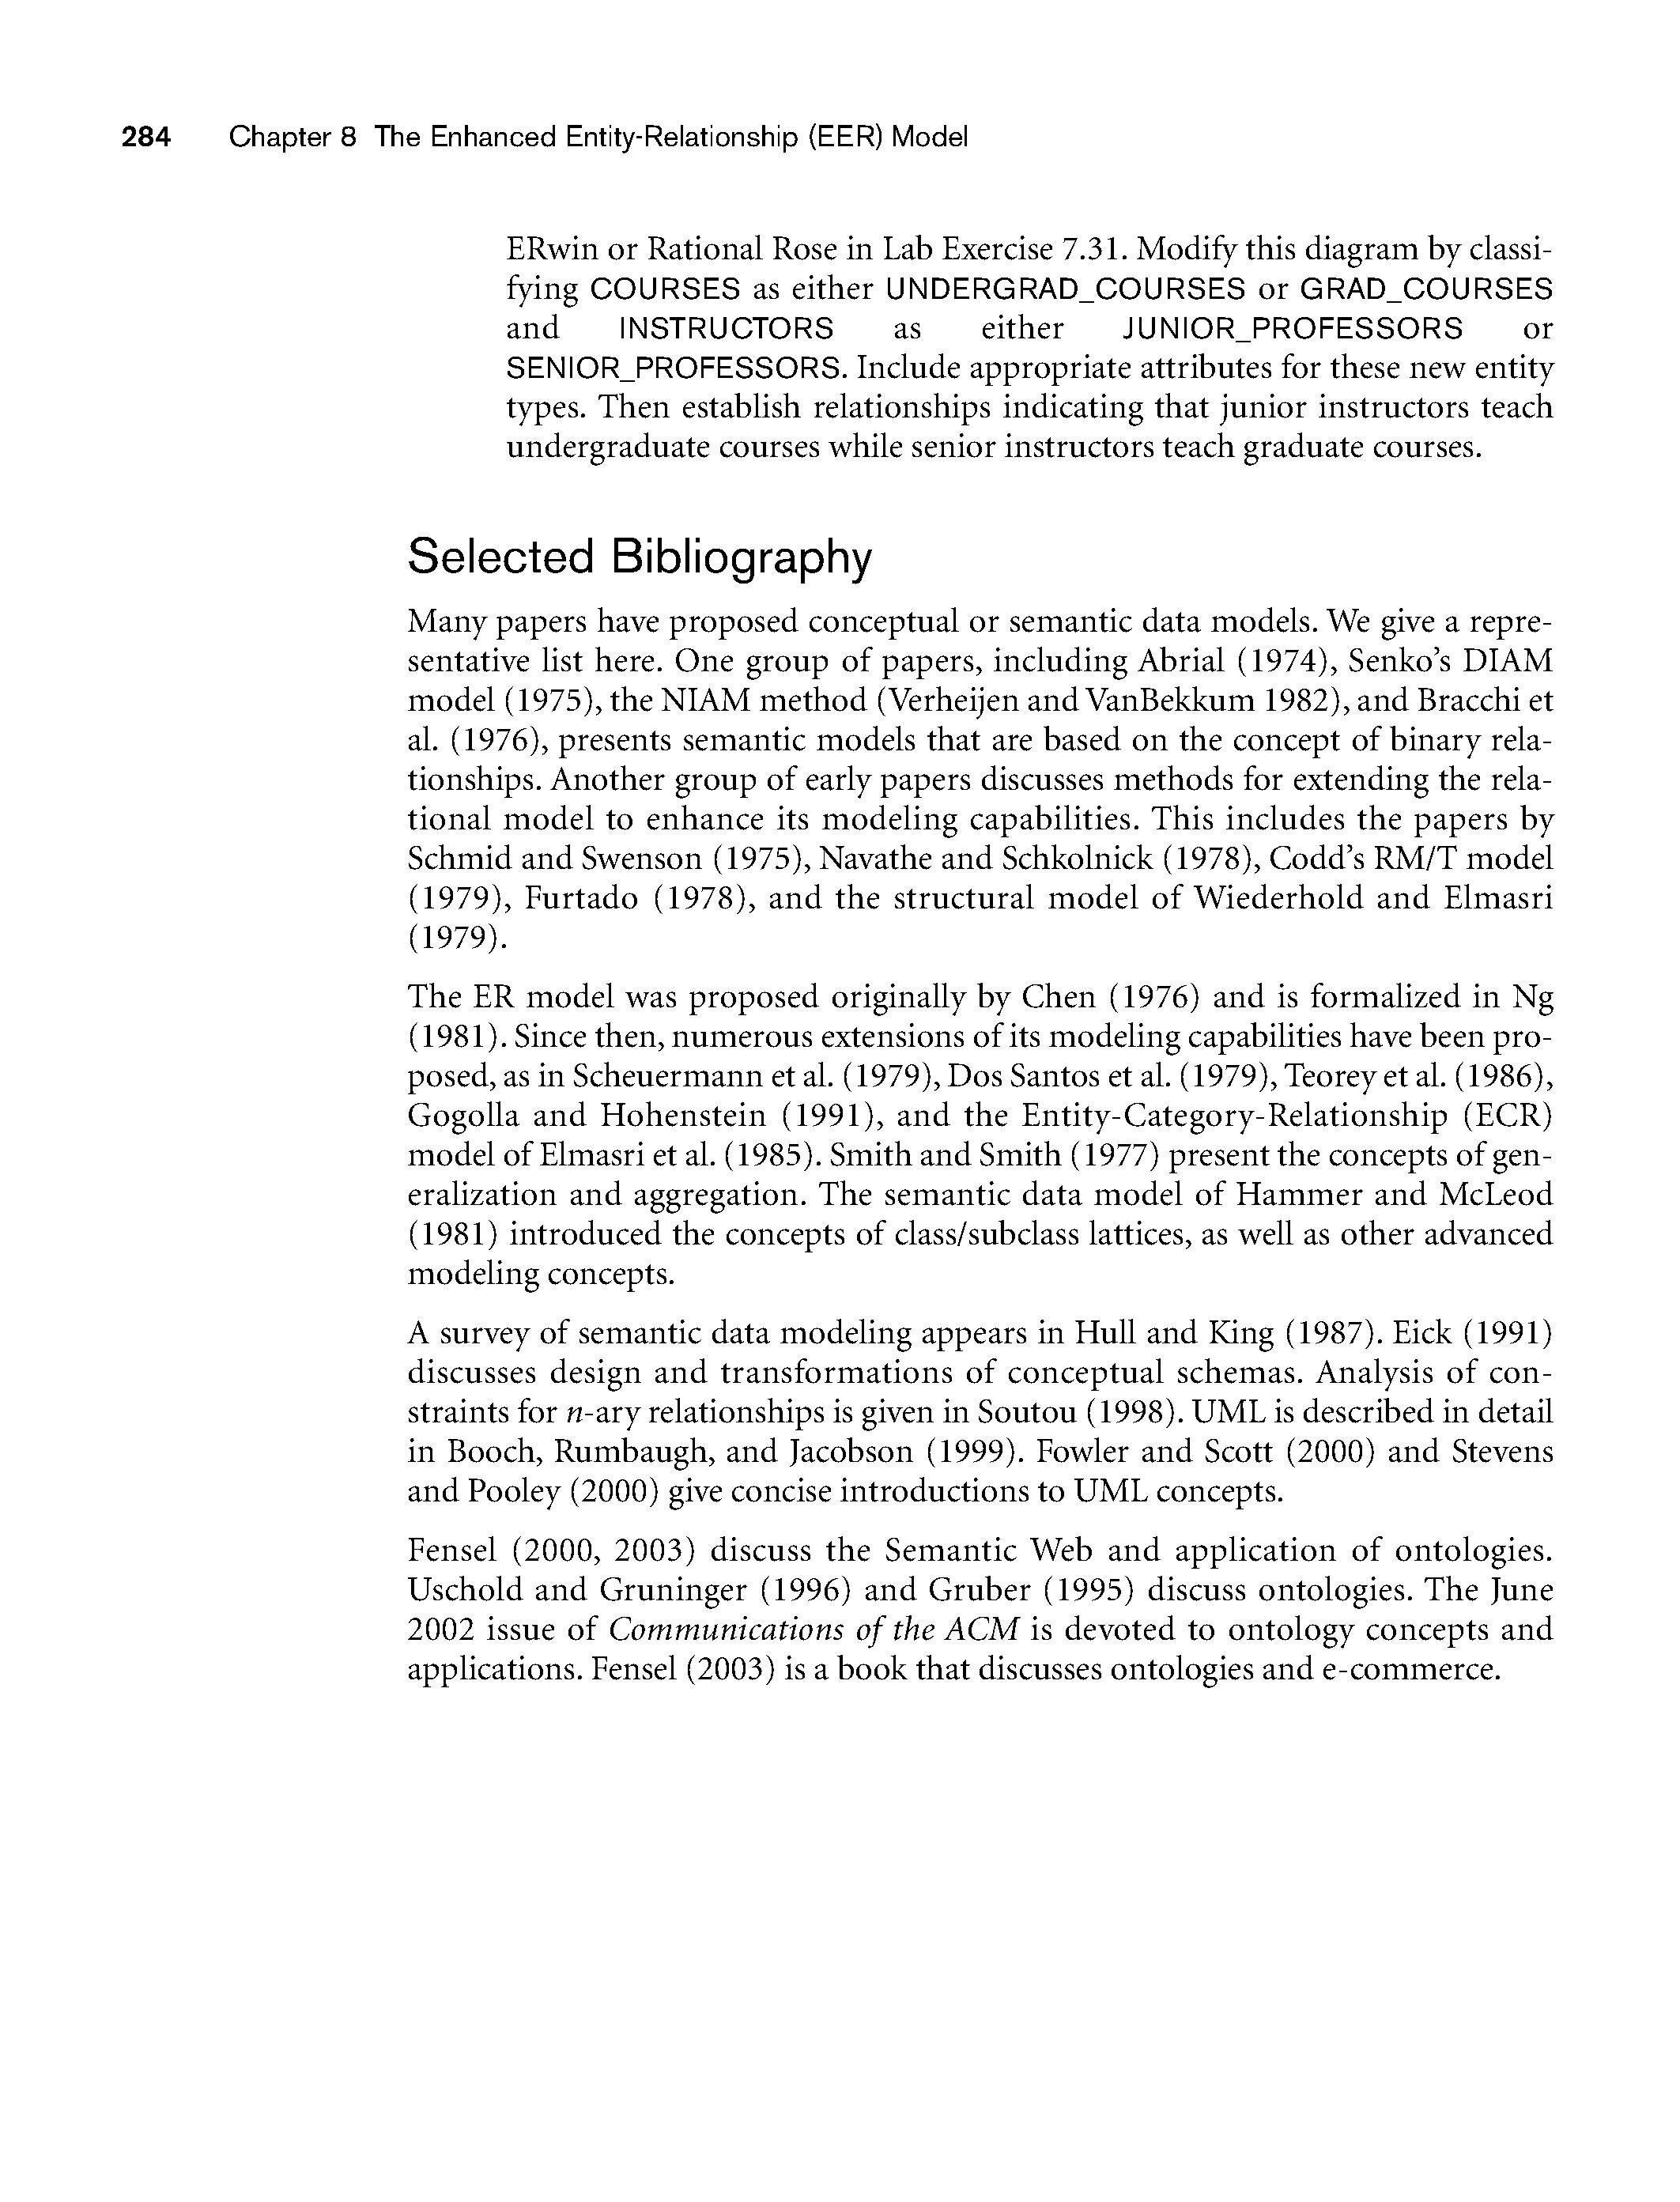 284 Chapter 8 The Enhanced Entity-Relationship (EER) Model
ERwin or Rational Rose in Lab Exercise 7.31. Modify this diagram by classi-
fying COURSES as either UNDERGRAD_COURSES or GRAD_COURSES
and INSTRUCTORS as either JUNIOR_PROFESSORS or
SENIOR_PROFESSORS. Include appropriate attributes for these new entity
types. Then establish relationships indicating that junior instructors teach
undergraduate courses while senior instructors teach graduate courses.
Selected Bibliography
Many papers have proposed conceptual or semantic data models. We give a repre-
sentative list here. One group of papers, including Abrial (1974), Senko’s DIAM
model (1975), the NIAM method (Verheijen and VanBekkum 1982), and Bracchi et
al. (1976), presents semantic models that are based on the concept of binary rela-
tionships. Another group of early papers discusses methods for extending the rela-
tional model to enhance its modeling capabilities. This includes the papers by
Schmid and Swenson (1975), Navathe and Schkolnick (1978), Codd’s RM/T model
(1979), Furtado (1978), and the structural model of Wiederhold and Elmasri
(1979).
The ER model was proposed originally by Chen (1976) and is formalized in Ng
(1981). Since then, numerous extensions of its modeling capabilities have been pro-
posed, as in Scheuermann et al. (1979), Dos Santos et al. (1979), Teorey et al. (1986),
Gogolla and Hohenstein (1991), and the Entity-Category-Relationship (ECR)
model of Elmasri et al. (1985). Smith and Smith (1977) present the concepts of gen-
eralization and aggregation. The semantic data model of Hammer and McLeod
(1981) introduced the concepts of class/subclass lattices, as well as other advanced
modeling concepts.
A survey of semantic data modeling appears in Hull and King (1987). Eick (1991)
discusses design and transformations of conceptual schemas. Analysis of con-
straints for n-ary relationships is given in Soutou (1998). UML is described in detail
in Booch, Rumbaugh, and Jacobson (1999). Fowler and Scott (2000) and Stevens
and Pooley (2000) give concise introductions to UML concepts.
Fensel (2000, 2003) discuss the Semantic Web and application of ontologies.
Uschold and Gruninger (1996) and Gruber (1995) discuss ontologies. The June
2002 issue of Communications of the ACM is devoted to ontology concepts and
applications. Fensel (2003) is a book that discusses ontologies and e-commerce.